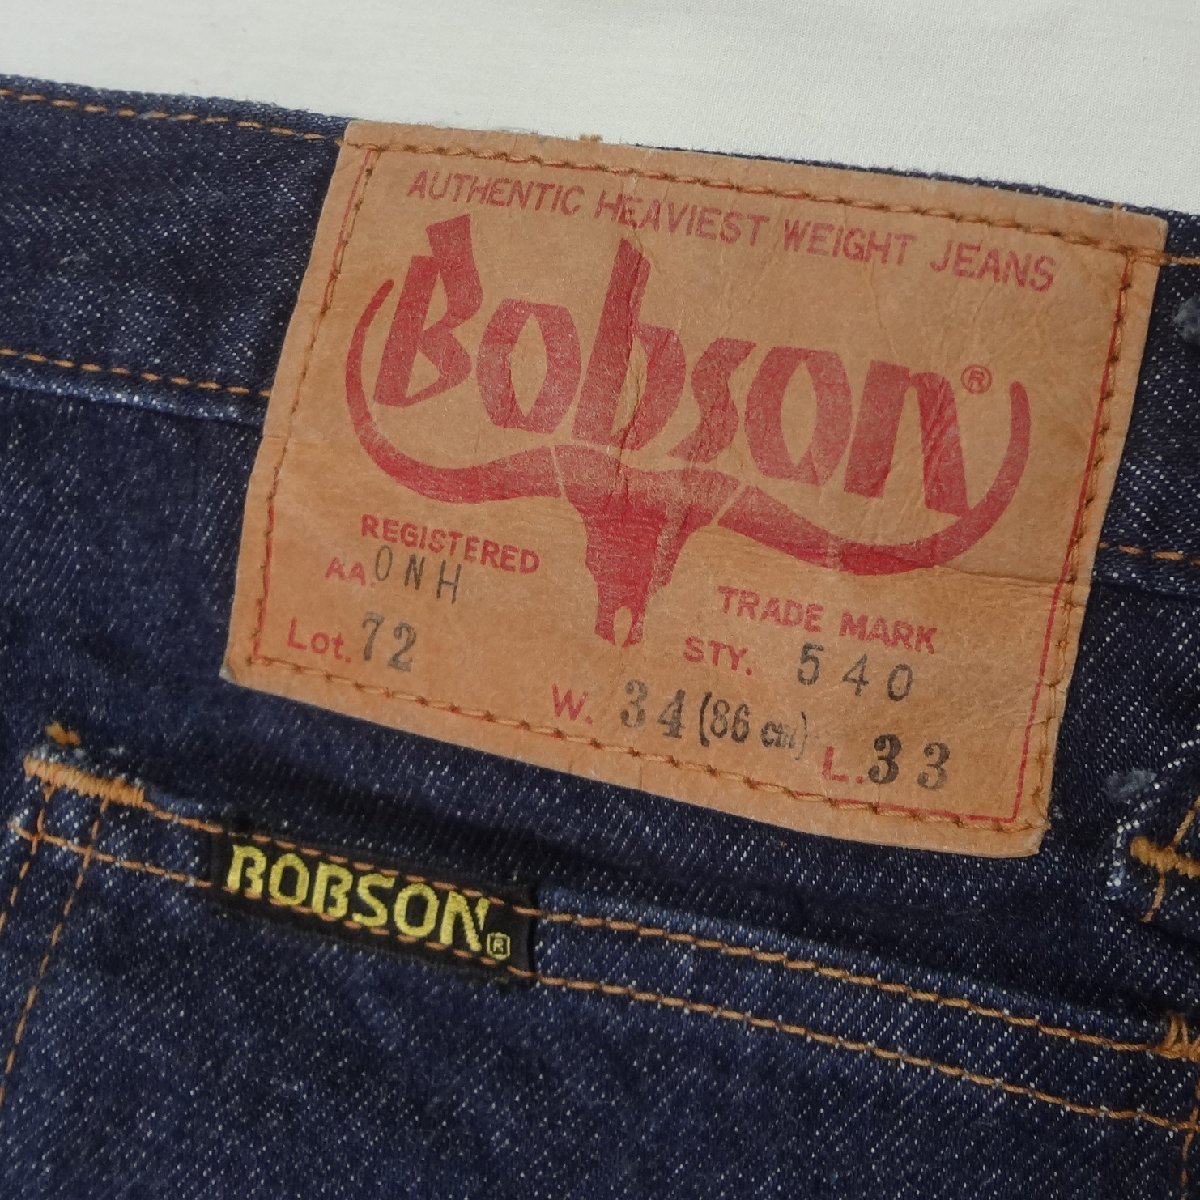 AUTHENTIC HEAVIEST WEIGHT JEANS
Bobson®
REGISTERED TRADE MARK
AA. ONH
Lot. 72 STY. 540
W. 34 (86 cm) L. 33
BOBSON®